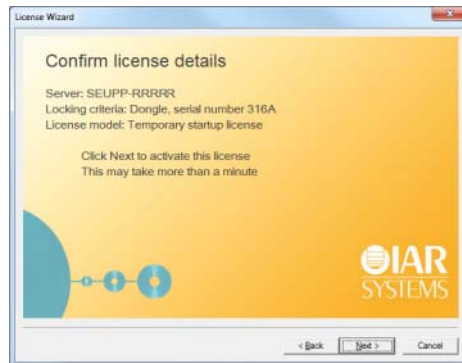 License Wizard
Confirm license details
Server: SEUPP-RRRRR
Locking criteria: Dongle, serial number 316A
License model: Temporary startup license
Click Next to activate this license
This may take more than a minute
IAR
SYSTEMS
< Back
Next >
Cancel